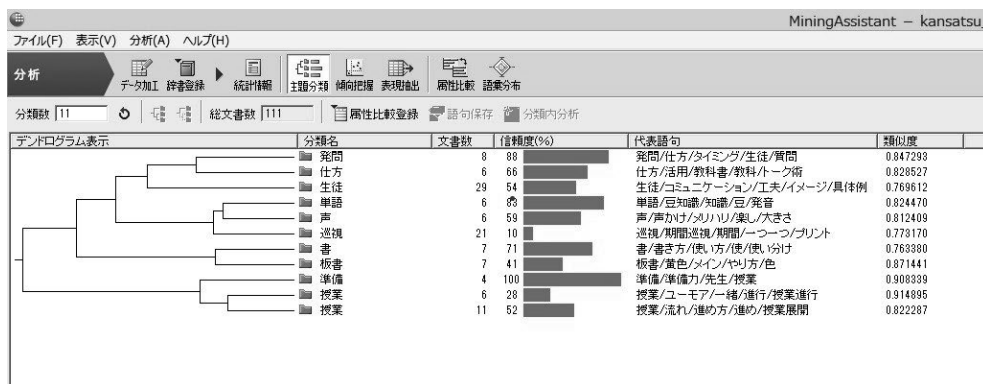 MiningAssistant – kansatsu_
ファイル(F) 表示(V) 分析(A) ヘルプ(H)
分析 データ加工 辞書登録 統計情報 主題分類 傾向把握 表現抽出 属性比較 語彙分布
分類数 11 総文書数 111 属性比較登録 語句保存 分類内分析
デンドログラム表示 分類名 文書数 信頼度(%) 代表語句 類似度
発問 8 88 発問/仕方/タイミング/生徒/質問 0.847293
仕方 6 66 仕方/活用/教科書/教科/トーク術 0.828527
生徒 29 54 生徒/コミュニケーション/工夫/イメージ/具体例 0.769612
単語 6 83 単語/豆知識/知識/豆/発音 0.824470
声 6 59 声/声かけ/メリハリ/楽し/大きさ 0.812409
巡視 21 10 巡視/期間巡視/期間/一つ一つ/プリント 0.773170
書 7 71 書/書き方/使い方/使/使い分け 0.763380
板書 7 41 板書/黄色/メイン/やり方/色 0.871441
準備 4 100 準備/準備力/先生/授業 0.908339
授業 6 28 授業/ユーモア/一緒/進行/授業進行 0.914895
授業 11 52 授業/流れ/進め方/進め/授業展開 0.822287